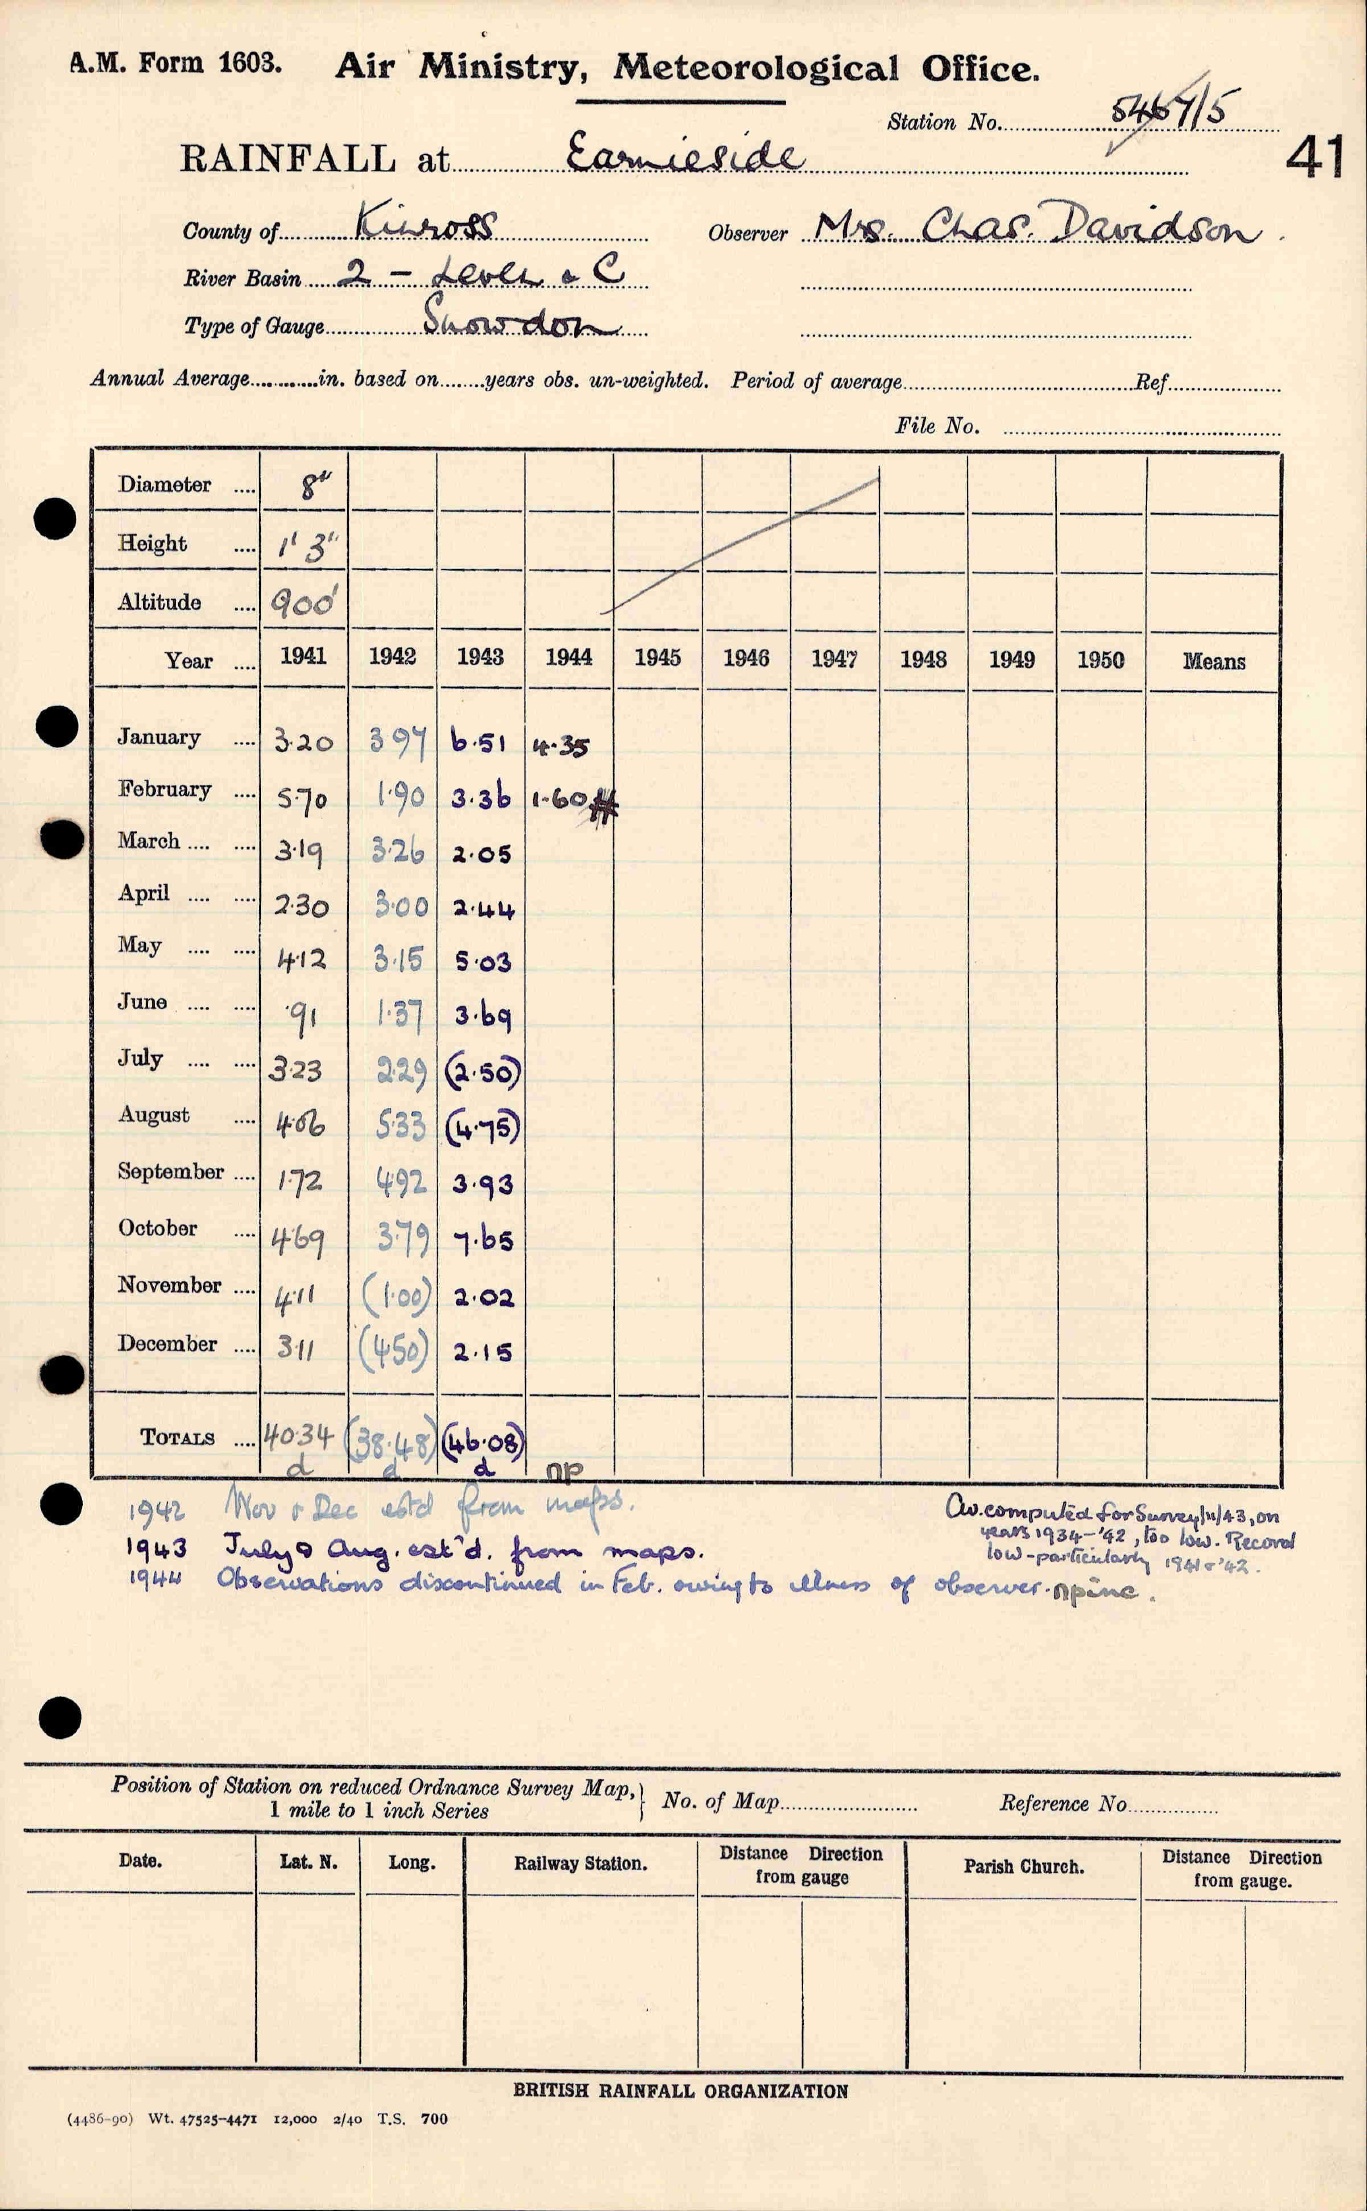 A.M. Form 1603. Air Ministry, Meteorological Office.
Station No. 5467/5
41
RAINFALL at Earnieside
County of Kinross Observer Mrs. Chas. Davidson.
River Basin 2 - Leven & C
Type of Gauge Snowdon
Annual Average............in. based on........years obs. un-weighted. Period of average........ Ref........
File No.
Diameter .... 8"
Height .... 1' 3"
Altitude .... 900'
Year .... 1941 1942 1943 1944 1945 1946 1947 1948 1949 1950 Means
January .... 3.20 3.97 6.51 4.35
February .... 5.70 1.90 3.36 1.60 #
March .... .... 3.19 3.26 2.05
April .... .... 2.30 3.00 2.44
May .... .... 4.12 3.15 5.03
June .... .... .91 1.37 3.69
July .... .... 3.23 2.29 (2.50)
August .... 4.06 5.33 (4.75)
September .... 1.72 4.92 3.93
October .... 4.69 3.79 7.65
November .... 4.11 (1.00) 2.02
December .... 3.11 (4.50) 2.15
TOTALS .... 40.34 (38.48) (46.08)
d d d np
1942 Nov & Dec est'd from maps.
1943 July & Aug. est'd. from maps.
1944 Observations discontinued in Feb. owing to illness of observer.
Av. computed for Survey/11/43, on
years 1934-'42, too low. Record
low-particularly 1941 & '42.
Position of Station on reduced Ordnance Survey Map,
1 mile to 1 inch Series
No. of Map........ Reference No........
Date. Lat. N. Long. Railway Station. Distance Direction from gauge Parish Church. Distance Direction from gauge.
BRITISH RAINFALL ORGANIZATION
(4486-90) Wt. 47525-4471 12,000 2/40 T.S. 700